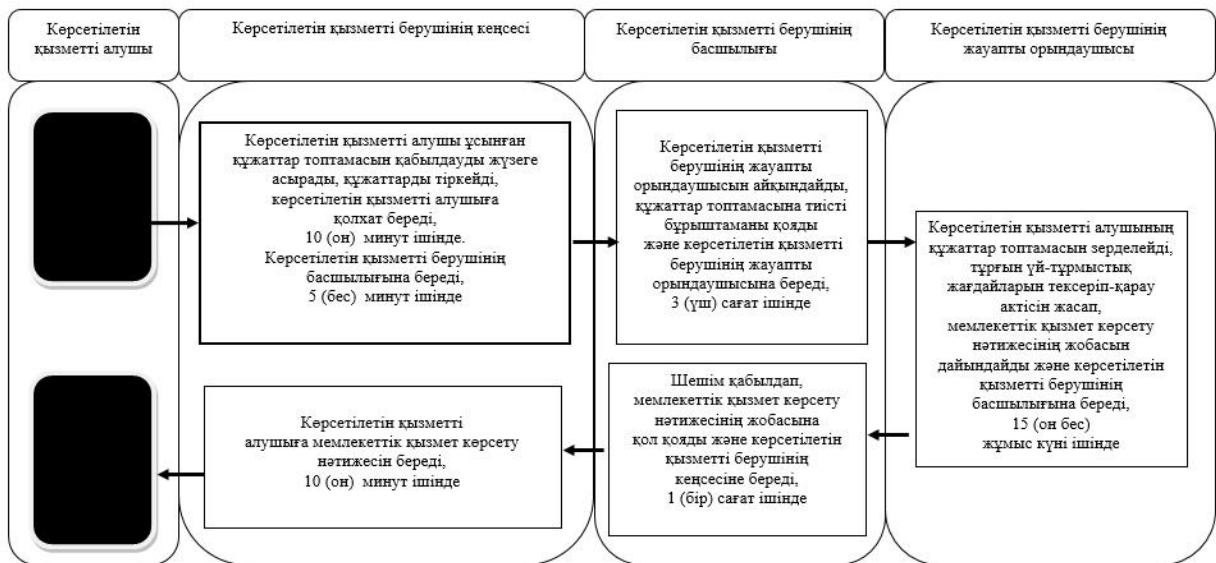 Көрсетілетін
қызметті алушы
Көрсетілетін қызметті берушінің кеңсесі
Көрсетілетін қызметті берушінің
басшылығы
Көрсетілетін қызметті берушінің
жауапты орындаушысы
Көрсетілетін қызметті алушы ұсынған
құжаттар топтамасын қабылдауды жүзеге
асырады, құжаттарды тіркейді,
көрсетілетін қызметті алушыға
қолхат береді,
10 (он) минут ішінде.
Көрсетілетін қызметті берушінің
басшылығына береді,
5 (бес) минут ішінде
Көрсетілетін қызметті
берушінің жауапты
орындаушысын айқындайды,
құжаттар топтамасына тиісті
бұрыштаманы қояды
және көрсетілетін қызметті
берушінің жауапты
орындаушысына береді,
3 (үш) сағат ішінде
Көрсетілетін қызметті алушының
құжаттар топтамасын зерделейді,
тұрғын үй-тұрмыстық
жағдайларын тексеріп-қарау
актісін жасап,
мемлекеттік қызмет көрсету
нәтижесінің жобасын
дайындайды және көрсетілетін
қызметті берушінің
басшылығына береді,
15 (он бес)
жұмыс күні ішінде
Шешім қабылдап,
мемлекеттік қызмет көрсету
нәтижесінің жобасына
қол қояды және көрсетілетін
қызметті берушінің
кеңсесіне береді,
1 (бір) сағат ішінде
Көрсетілетін қызметті
алушыға мемлекеттік қызмет көрсету
нәтижесін береді,
10 (он) минут ішінде